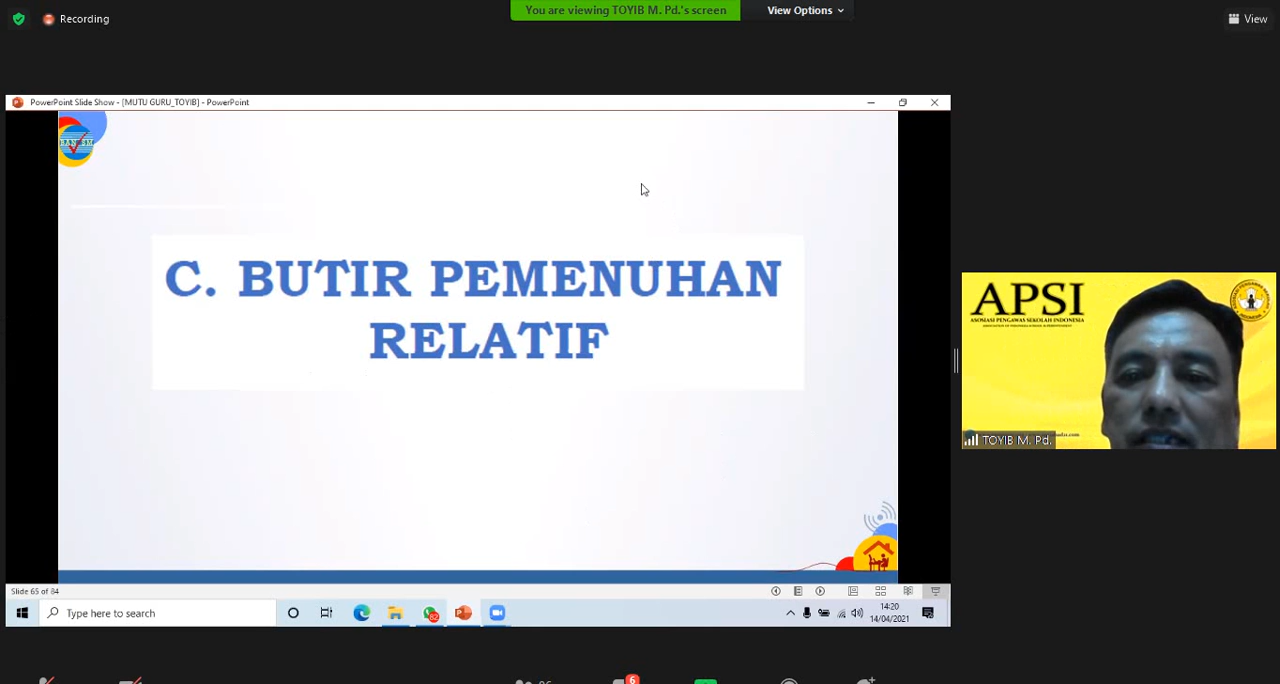 Recording
You are viewing TOYIB M. Pd.'s screen
View Options
View
PowerPoint Slide Show - [MUTU GURU_TOYIB] - PowerPoint
C. BUTIR PEMENUHAN
RELATIF
APSI
ASOSIASI PENGAWAS SEKOLAH INDONESIA
TOYIB M. Pd.
Slide 65 of 84
Type here to search
82
14:20
14/04/2021
6